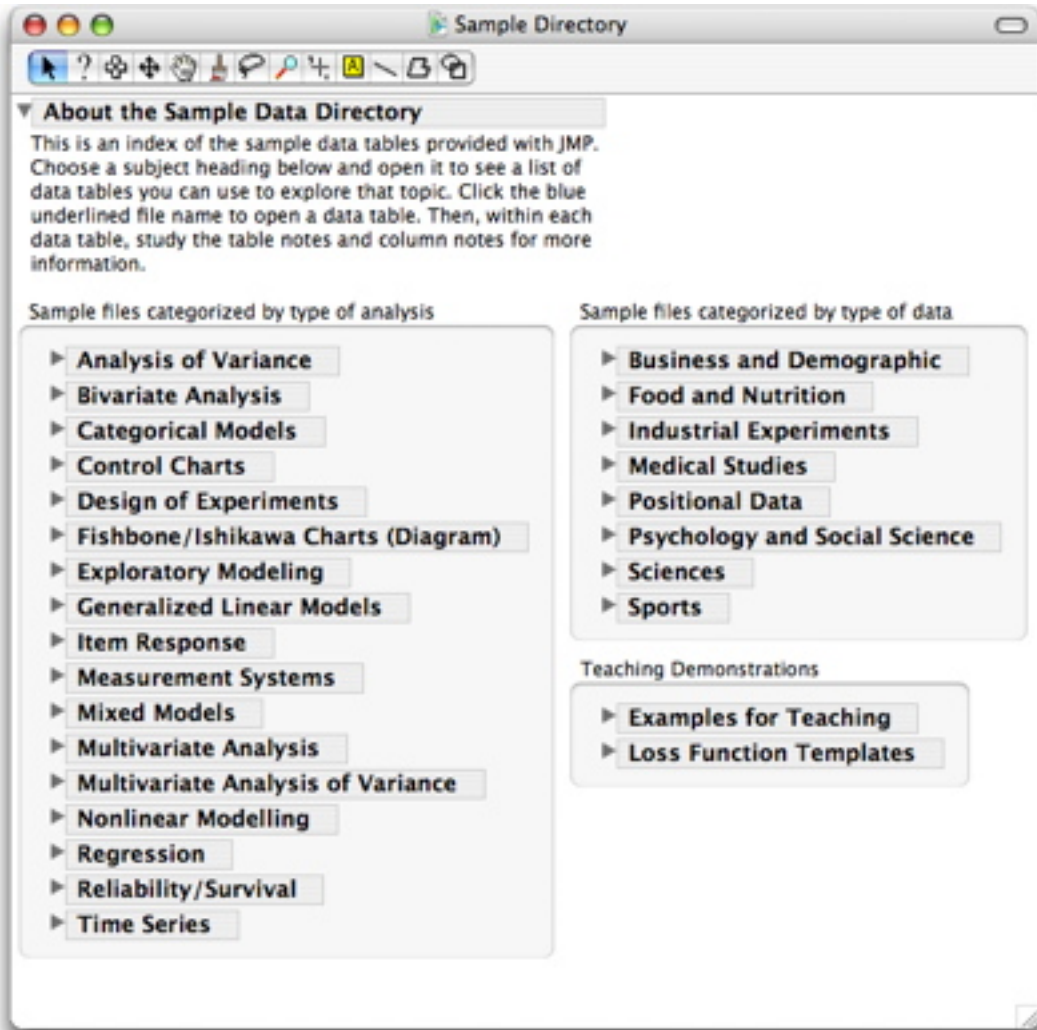 Sample Directory
About the Sample Data Directory
This is an index of the sample data tables provided with JMP.
Choose a subject heading below and open it to see a list of
data tables you can use to explore that topic. Click the blue
underlined file name to open a data table. Then, within each
data table, study the table notes and column notes for more
information.
Sample files categorized by type of analysis
Analysis of Variance
Bivariate Analysis
Categorical Models
Control Charts
Design of Experiments
Fishbone/Ishikawa Charts (Diagram)
Exploratory Modeling
Generalized Linear Models
Item Response
Measurement Systems
Mixed Models
Multivariate Analysis
Multivariate Analysis of Variance
Nonlinear Modelling
Regression
Reliability/Survival
Time Series
Sample files categorized by type of data
Business and Demographic
Food and Nutrition
Industrial Experiments
Medical Studies
Positional Data
Psychology and Social Science
Sciences
Sports
Teaching Demonstrations
Examples for Teaching
Loss Function Templates